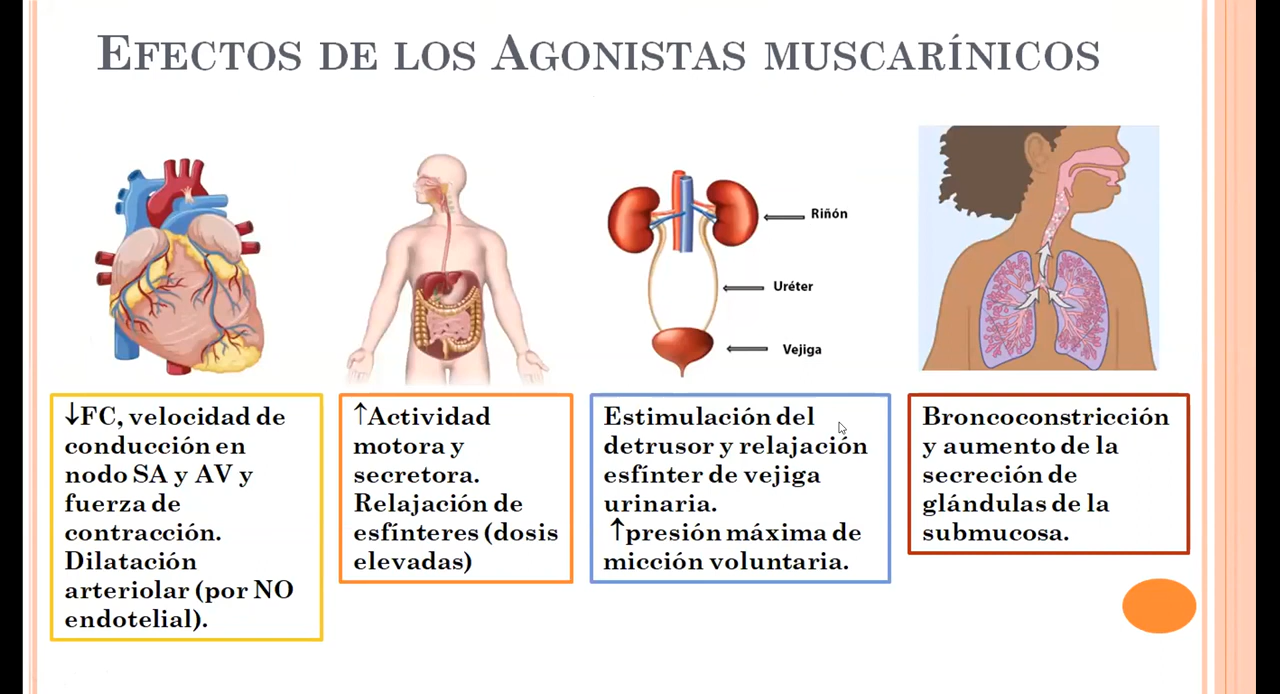 EFECTOS DE LOS AGONISTAS MUSCARÍNICOS
Riñón
Uréter
Vejiga
↓FC, velocidad de
conducción en
nodo SA y AV y
fuerza de
contracción.
Dilatación
arteriolar (por NO
endotelial).
↑Actividad
motora y
secretora.
Relajación de
esfínteres (dosis
elevadas)
Estimulación del
detrusor y relajación
esfínter de vejiga
urinaria.
↑presión máxima de
micción voluntaria.
Broncoconstricción
y aumento de la
secreción de
glándulas de la
submucosa.